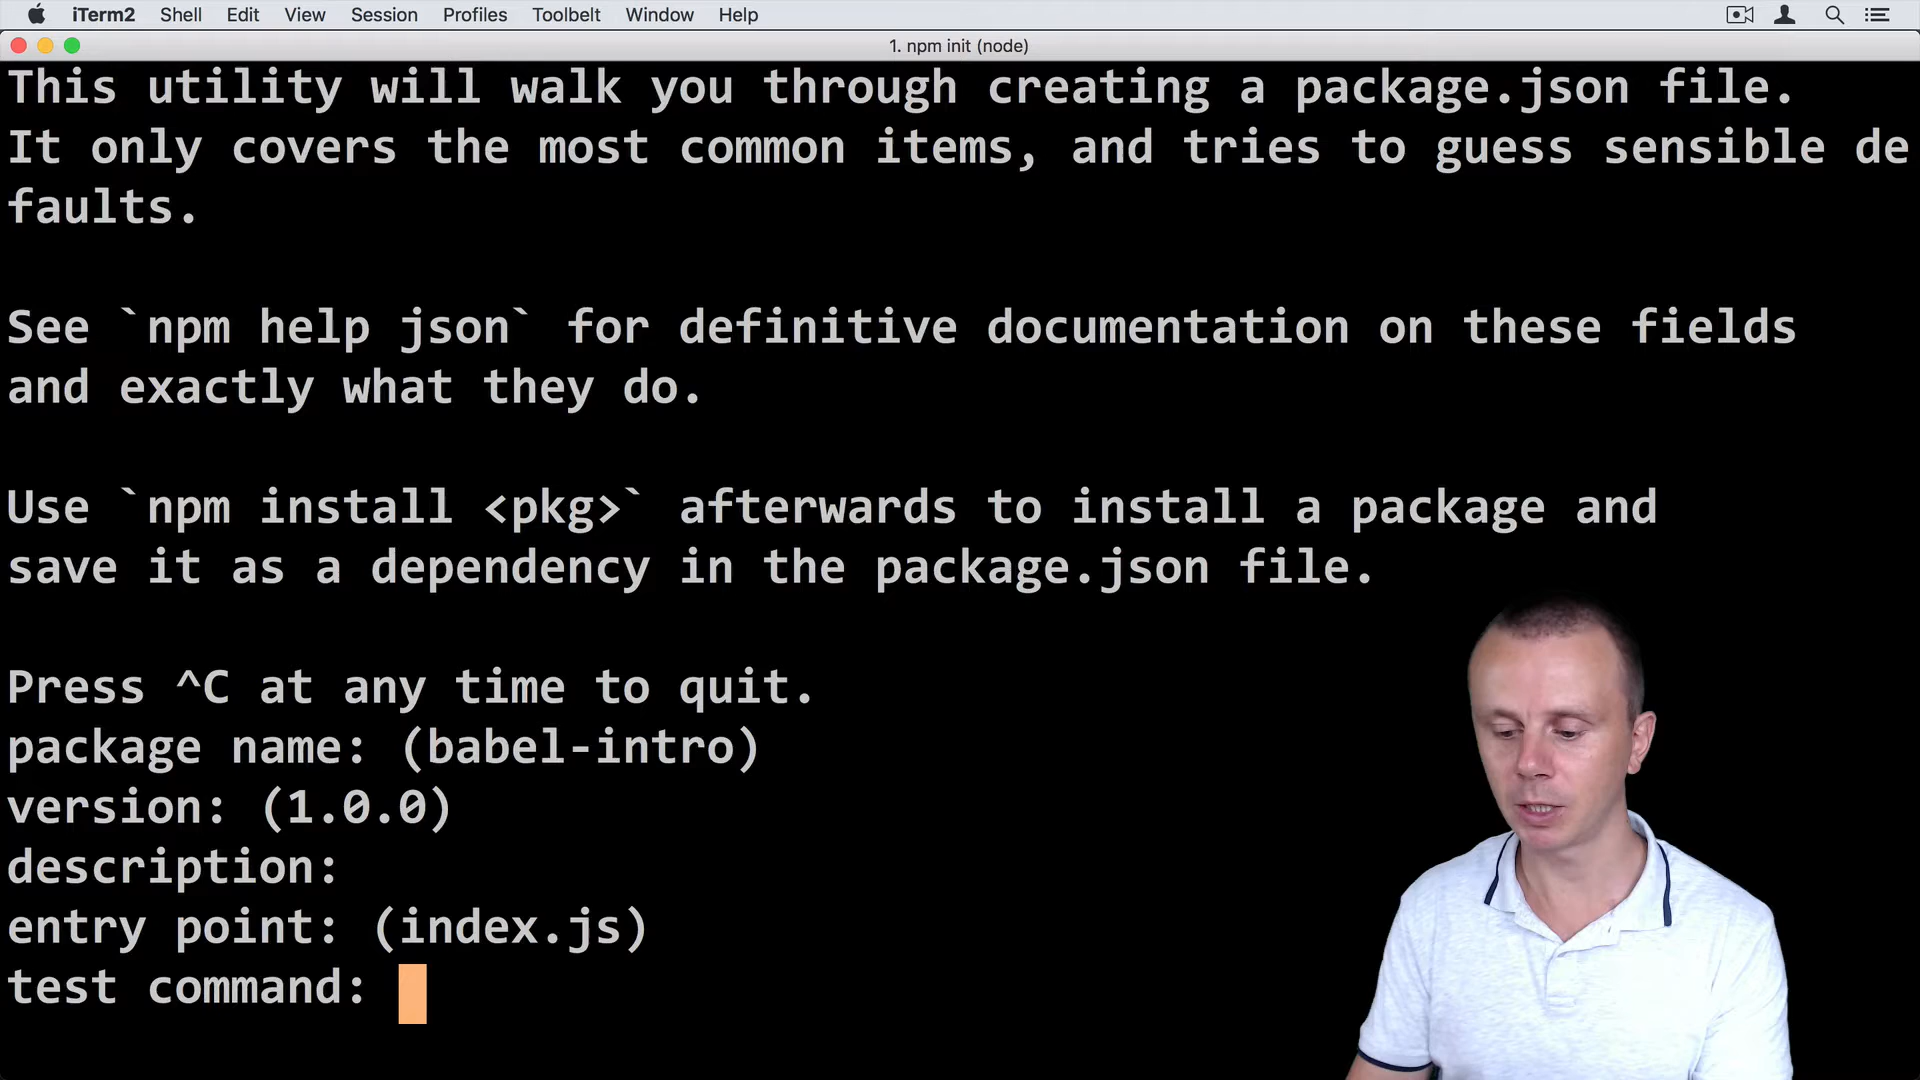 iTerm2 Shell Edit View Session Profiles Toolbelt Window Help
1. npm init (node)
This utility will walk you through creating a package.json file.
It only covers the most common items, and tries to guess sensible de
faults.
See `npm help json` for definitive documentation on these fields
and exactly what they do.
Use `npm install <pkg>` afterwards to install a package and
save it as a dependency in the package.json file.
Press ^C at any time to quit.
package name: (babel-intro)
version: (1.0.0)
description:
entry point: (index.js)
test command: